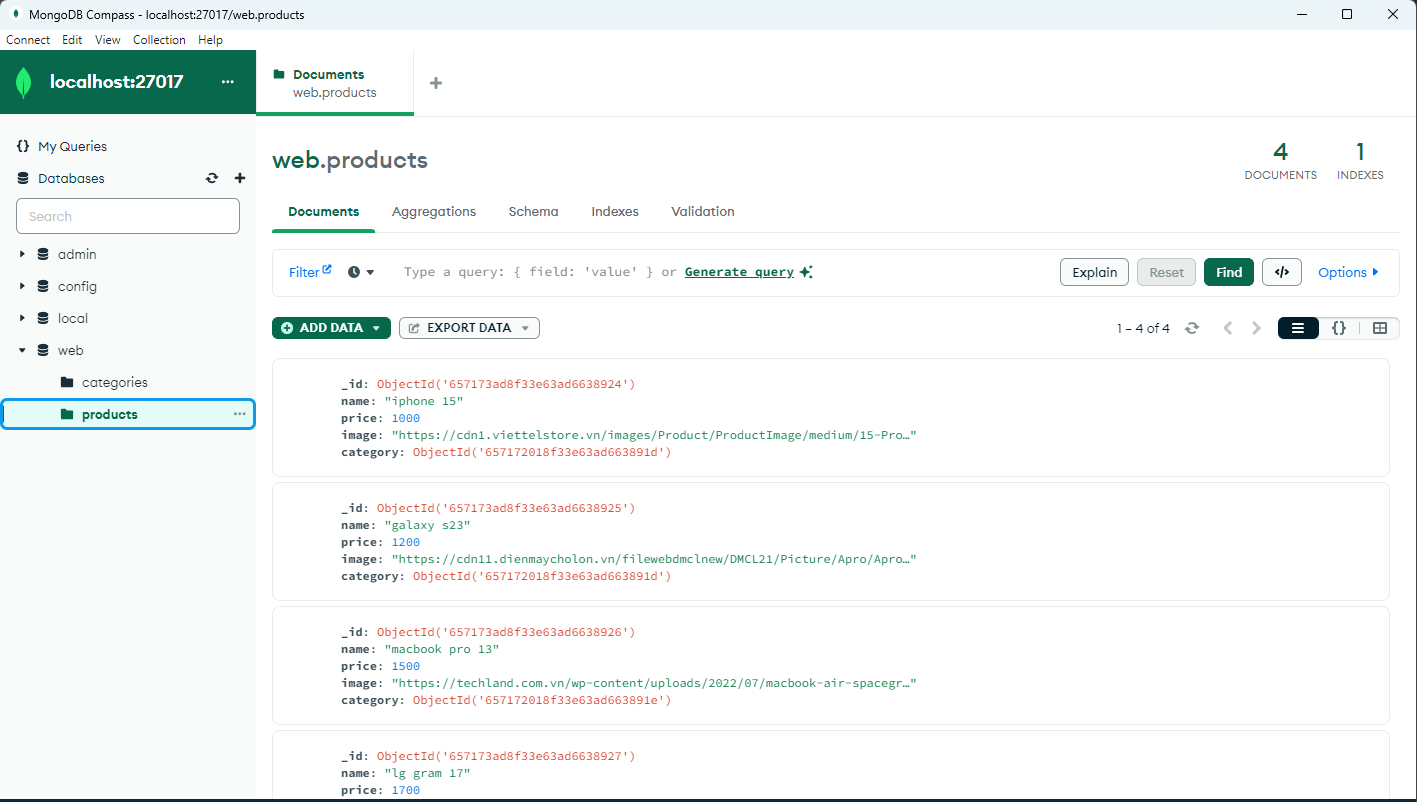 MongoDB Compass - localhost:27017/web.products
Connect Edit View Collection Help
localhost:27017 ...
Documents
web.products
My Queries
Databases
Search
admin
config
local
web
categories
products ...
web.products
4
DOCUMENTS
1
INDEXES
Documents Aggregations Schema Indexes Validation
Filter Type a query: { field: 'value' } or Generate query Explain Reset Find </> Options
ADD DATA EXPORT DATA 1 – 4 of 4 {}
_id: ObjectId('657173ad8f33e63ad6638924')
name: "iphone 15"
price: 1000
image: "https://cdn1.viettelstore.vn/images/Product/ProductImage/medium/15-Pro…"
category: ObjectId('657172018f33e63ad663891d')
_id: ObjectId('657173ad8f33e63ad6638925')
name: "galaxy s23"
price: 1200
image: "https://cdn11.dienmaycholon.vn/filewebdmclnew/DMCL21/Picture/Apro/Apro…"
category: ObjectId('657172018f33e63ad663891d')
_id: ObjectId('657173ad8f33e63ad6638926')
name: "macbook pro 13"
price: 1500
image: "https://techland.com.vn/wp-content/uploads/2022/07/macbook-air-spacegr…"
category: ObjectId('657172018f33e63ad663891e')
_id: ObjectId('657173ad8f33e63ad6638927')
name: "lg gram 17"
price: 1700